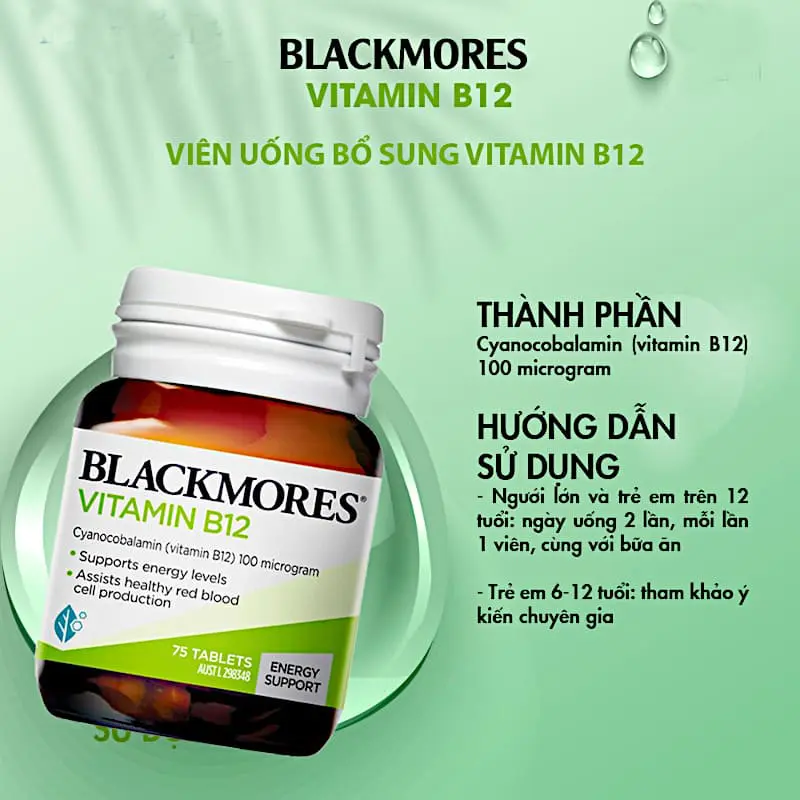 BLACKMORES
VITAMIN B12
VIÊN UỐNG BỔ SUNG VITAMIN B12
THÀNH PHẦN
Cyanocobalamin (vitamin B12)
100 microgram
HƯỚNG DẪN
SỬ DỤNG
- Người lớn và trẻ em trên 12
tuổi: ngày uống 2 lần, mỗi lần
1 viên, cùng với bữa ăn
- Trẻ em 6-12 tuổi: tham khảo ý
kiến chuyên gia
BLACKMORES®
VITAMIN B12
Cyanocobalamin (vitamin B12) 100 microgram
• Supports energy levels
• Assists healthy red blood
cell production
75 TABLETS
AUST L 298348
ENERGY
SUPPORT